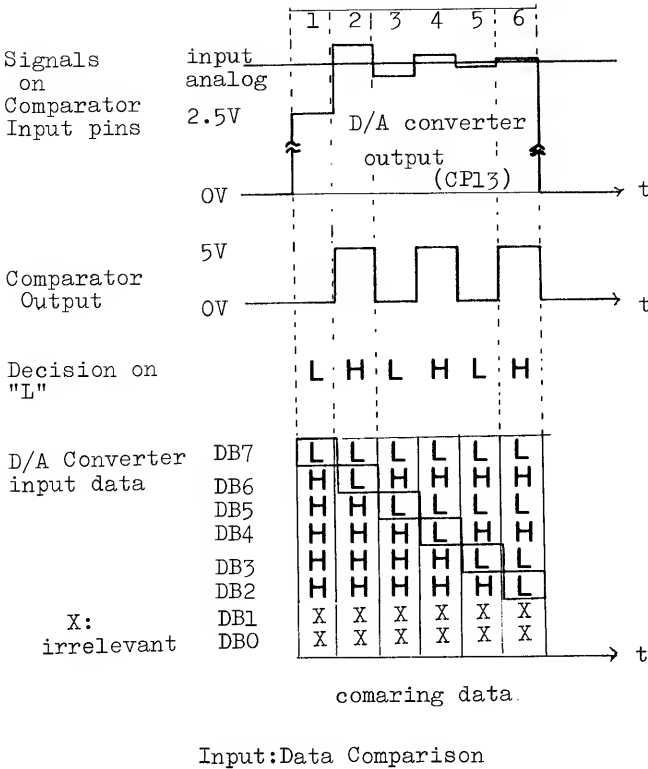 1 2 3 4 5 6
Signals on Comparator Input pins
input analog
2.5V
D/A converter output
(CP13)
0V
t
5V
Comparator Output
0V
t
Decision on "L"
L H L H L H
D/A Converter input data
DB7 L L L L L L
DB6 H L H H H H
DB5 H H L L L L
DB4 H H H L H H
DB3 H H H H L L
DB2 H H H H H L
X: irrelevant
DB1 X X X X X X
DB0 X X X X X X
t
comaring data.
Input:Data Comparison